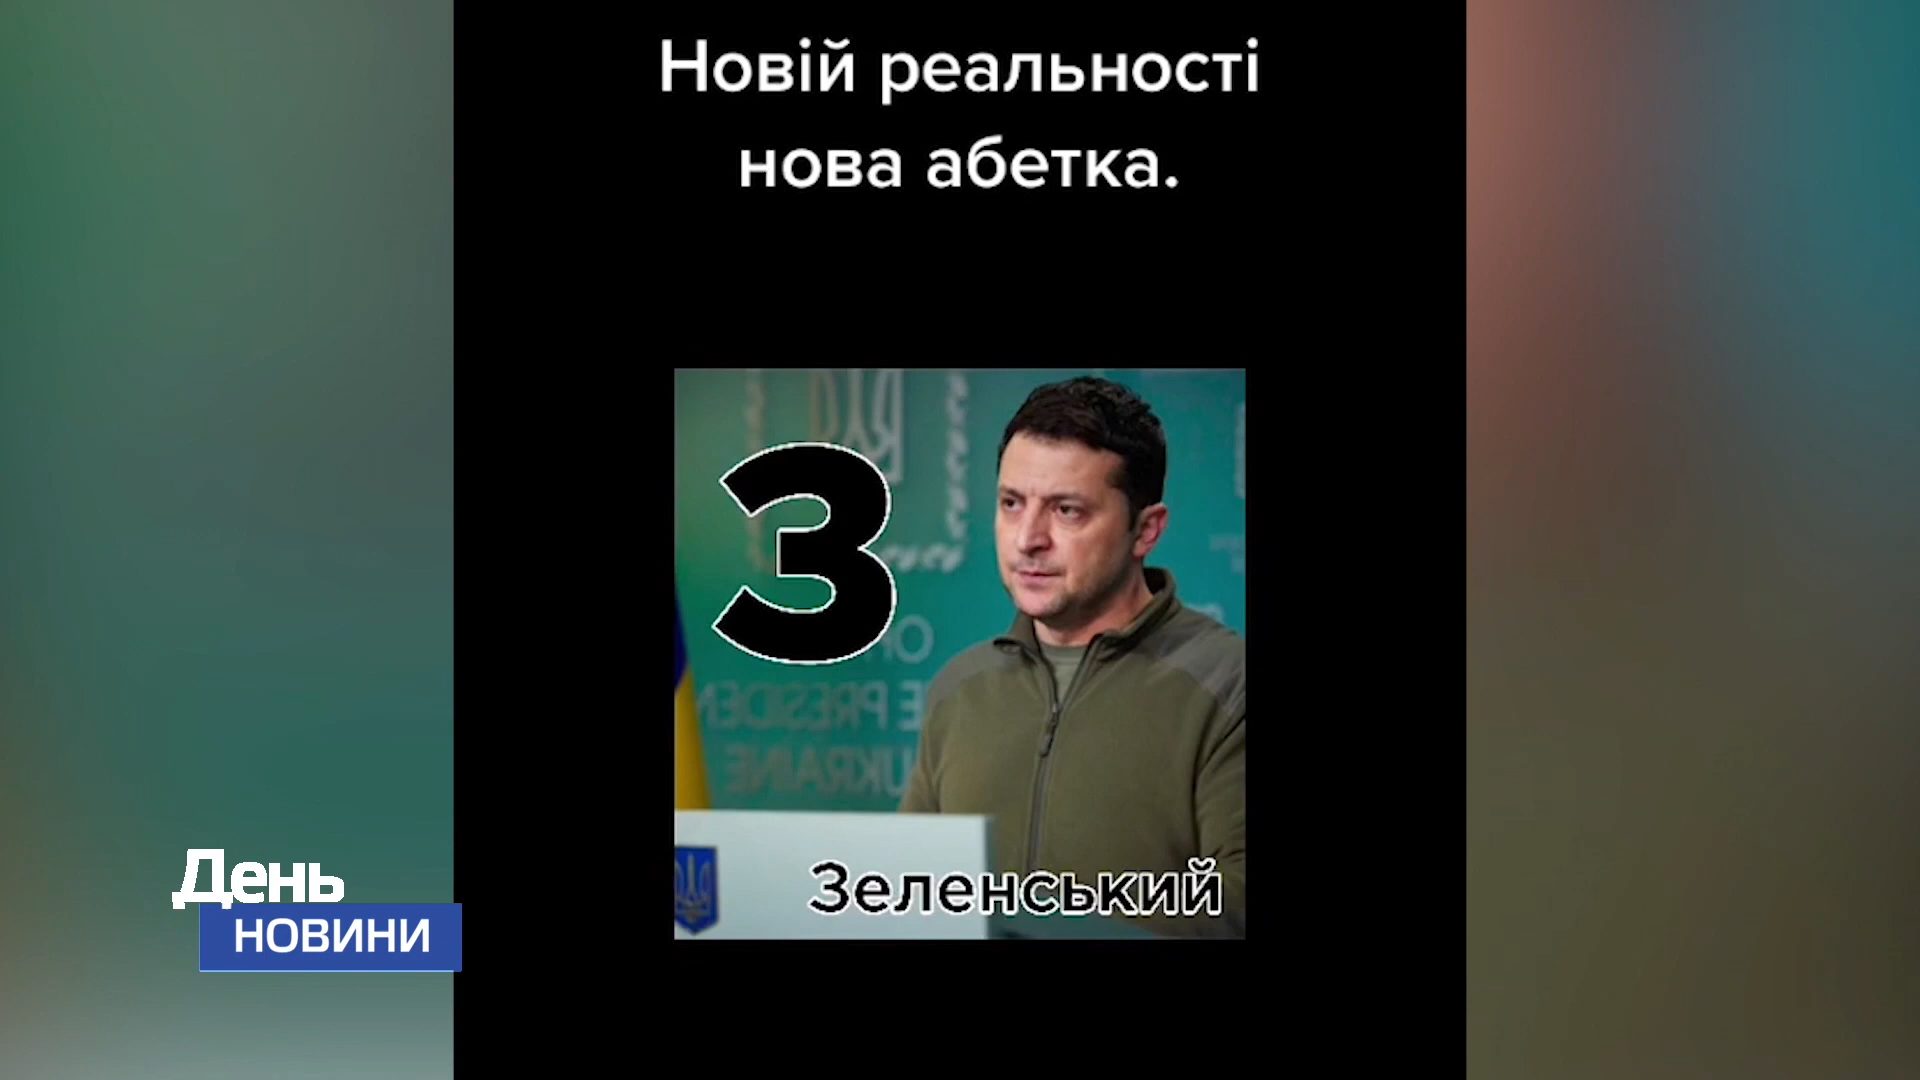 Новій реальності
нова абетка.
З
Зеленський
День
НОВИНИ